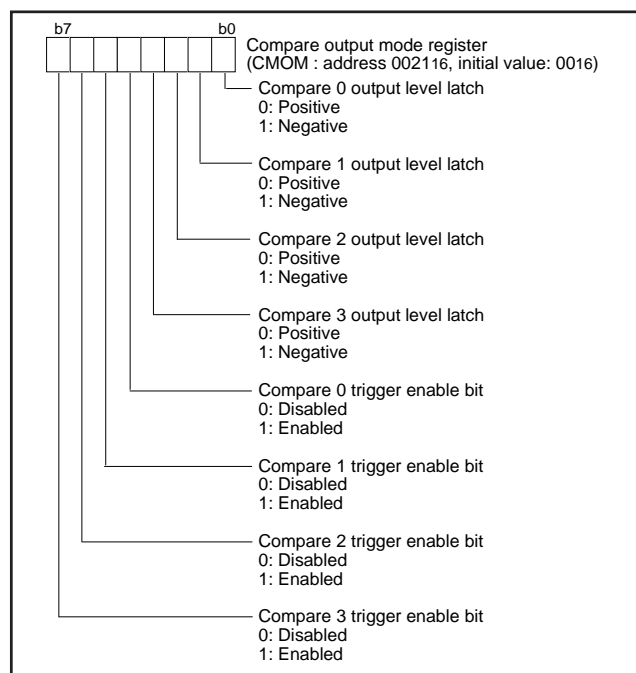 b7 b0
Compare output mode register
(CMOM : address 002116, initial value: 0016)
Compare 0 output level latch
0: Positive
1: Negative
Compare 1 output level latch
0: Positive
1: Negative
Compare 2 output level latch
0: Positive
1: Negative
Compare 3 output level latch
0: Positive
1: Negative
Compare 0 trigger enable bit
0: Disabled
1: Enabled
Compare 1 trigger enable bit
0: Disabled
1: Enabled
Compare 2 trigger enable bit
0: Disabled
1: Enabled
Compare 3 trigger enable bit
0: Disabled
1: Enabled